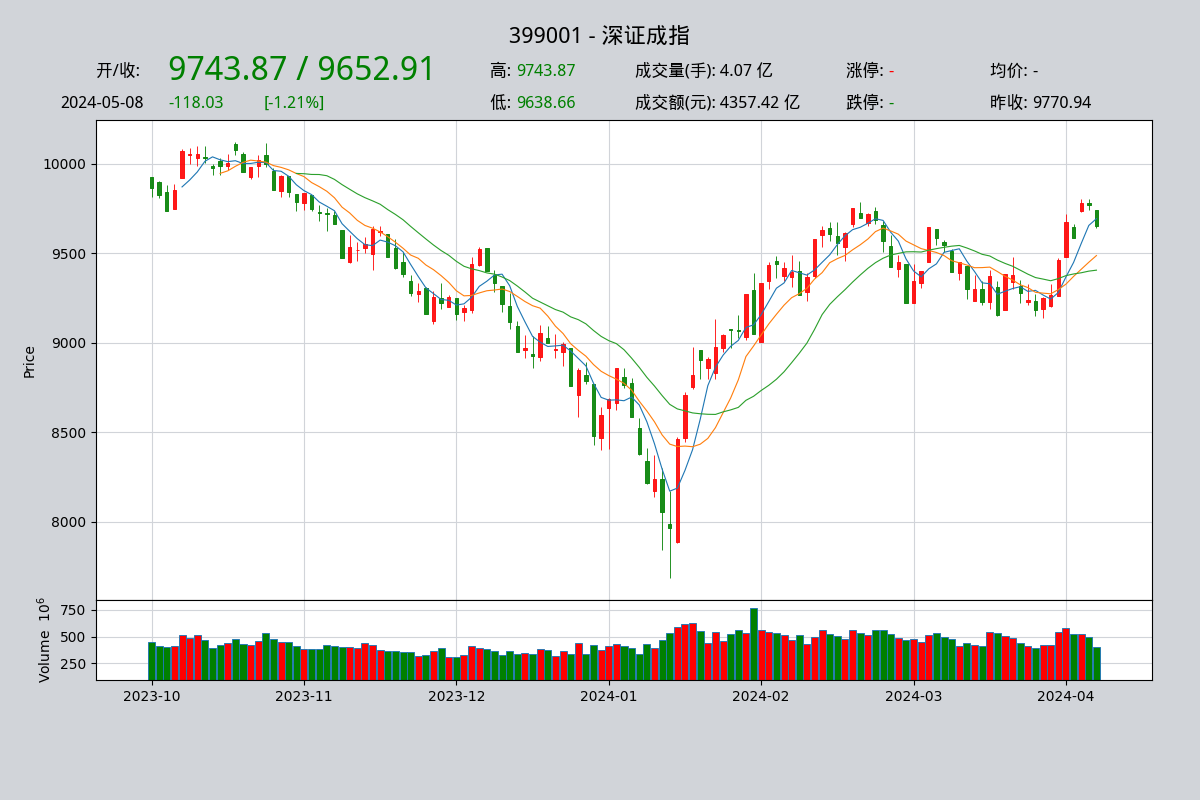 399001 - 深证成指
开/收: 9743.87 / 9652.91 高: 9743.87 成交量(手): 4.07 亿 涨停: - 均价: -
2024-05-08 -118.03 [-1.21%] 低: 9638.66 成交额(元): 4357.42 亿 跌停: - 昨收: 9770.94
10000
9500
9000
8500
8000
Price
750
500
250
Volume 10^6
2023-10 2023-11 2023-12 2024-01 2024-02 2024-03 2024-04